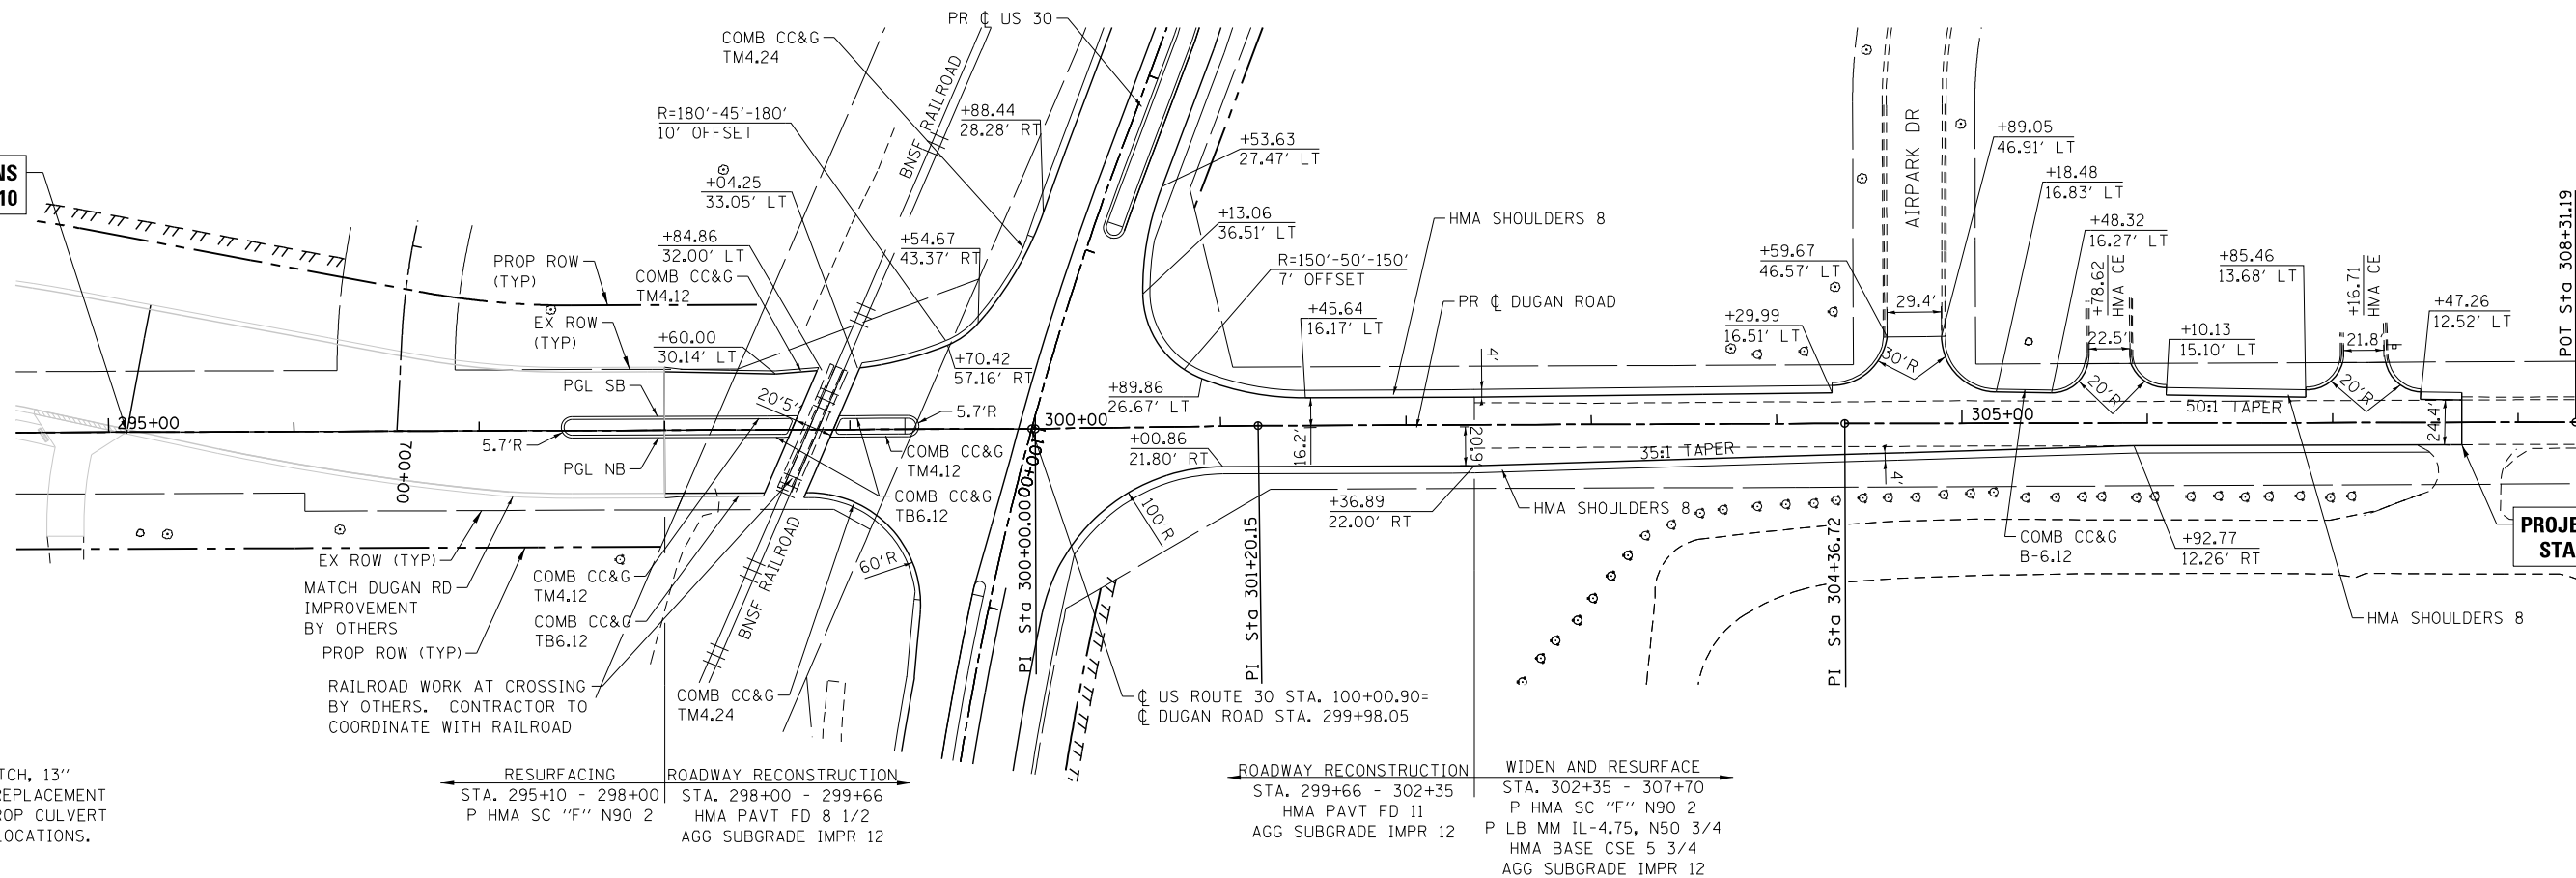 PR ℄ US 30
COMB CC&G
TM4.24
R=180'-45'-180'
10' OFFSET
BNSF RAILROAD
+88.44
28.28' RT
+04.25
33.05' LT
+84.86
32.00' LT
COMB CC&G
TM4.12
+54.67
43.37' RT
PROP ROW
(TYP)
EX ROW
(TYP)
+60.00
30.14' LT
+70.42
57.16' RT
PGL SB
PGL NB
20'5'
5.7'R
5.7'R
NS
10
295+00
700+00
300+00
305+00
COMB CC&G
TM4.12
COMB CC&G
TB6.12
+53.63
27.47' LT
+13.06
36.51' LT
R=150'-50'-150'
7' OFFSET
HMA SHOULDERS 8
+45.64
16.17' LT
PR ℄ DUGAN ROAD
+89.86
26.67' LT
+00.86
21.80' RT
16.2'
20.9'
4'
4'
35:1 TAPER
50:1 TAPER
+36.89
22.00' RT
HMA SHOULDERS 8
100'R
60'R
AIRPARK DR
+59.67
46.57' LT
+29.99
16.51' LT
29.4'
30'R
+89.05
46.91' LT
+18.48
16.83' LT
+48.32
16.27' LT
+78.62
HMA CE
22.5'
20'R
+10.13
15.10' LT
+85.46
13.68' LT
+16.71
HMA CE
21.8'
20'R
+47.26
12.52' LT
24.4'
POT Sta 308+31.19
PROJE
STA
COMB CC&G
B-6.12
+92.77
12.26' RT
HMA SHOULDERS 8
PI Sta 300+00.00
PI Sta 301+20.15
PI Sta 304+36.72
EX ROW (TYP)
MATCH DUGAN RD
IMPROVEMENT
BY OTHERS
PROP ROW (TYP)
COMB CC&G
TM4.12
COMB CC&G
TB6.12
BNSF RAILROAD
RAILROAD WORK AT CROSSING
BY OTHERS. CONTRACTOR TO
COORDINATE WITH RAILROAD
COMB CC&G
TM4.24
℄ US ROUTE 30 STA. 100+00.90=
℄ DUGAN ROAD STA. 299+98.05
TCH, 13"
REPLACEMENT
ROP CULVERT
LOCATIONS.
RESURFACING
STA. 295+10 - 298+00
P HMA SC "F" N90 2
ROADWAY RECONSTRUCTION
STA. 298+00 - 299+66
HMA PAVT FD 8 1/2
AGG SUBGRADE IMPR 12
ROADWAY RECONSTRUCTION
STA. 299+66 - 302+35
HMA PAVT FD 11
AGG SUBGRADE IMPR 12
WIDEN AND RESURFACE
STA. 302+35 - 307+70
P HMA SC "F" N90 2
P LB MM IL-4.75, N50 3/4
HMA BASE CSE 5 3/4
AGG SUBGRADE IMPR 12